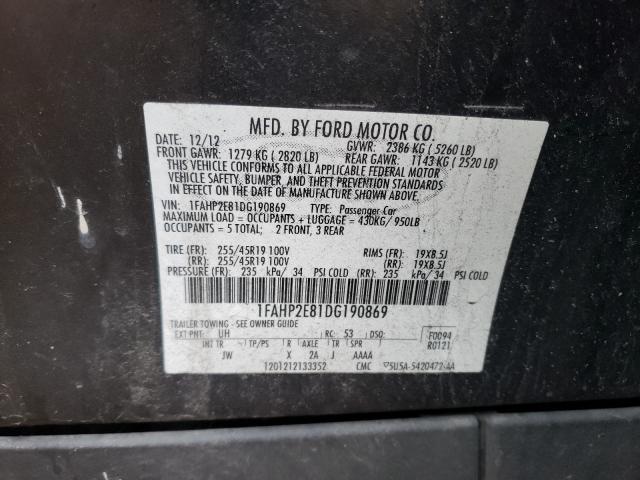 MFD. BY FORD MOTOR CO.
DATE: 12/12 GVWR: 2386 KG ( 5260 LB)
FRONT GAWR: 1279 KG ( 2820 LB) REAR GAWR: 1143 KG ( 2520 LB)
THIS VEHICLE CONFORMS TO ALL APPLICABLE FEDERAL MOTOR
VEHICLE SAFETY, BUMPER, AND THEFT PREVENTION STANDARDS
IN EFFECT ON THE DATE OF MANUFACTURE SHOWN ABOVE.
VIN: 1FAHP2E81DG190869 TYPE: Passenger Car
MAXIMUM LOAD = OCCUPANTS + LUGGAGE = 430KG/ 950LB
OCCUPANTS = 5 TOTAL; 2 FRONT, 3 REAR
TIRE (FR): 255/45R19 100V RIMS (FR): 19X8.5J
(RR): 255/45R19 100V (RR): 19X8.5J
PRESSURE (FR): 235 kPa/ 34 PSI COLD (RR): 235 kPa/ 34 PSI COLD
1FAHP2E81DG190869
TRAILER TOWING - SEE OWNER GUIDE
EXT PNT: UH RC: 53 DSO: F0094
R0121
INT TR TP/PS R AXLE TR SPR
JW X 2A J AAAA
1201212133352 CMC 5U5A-5420472-AA